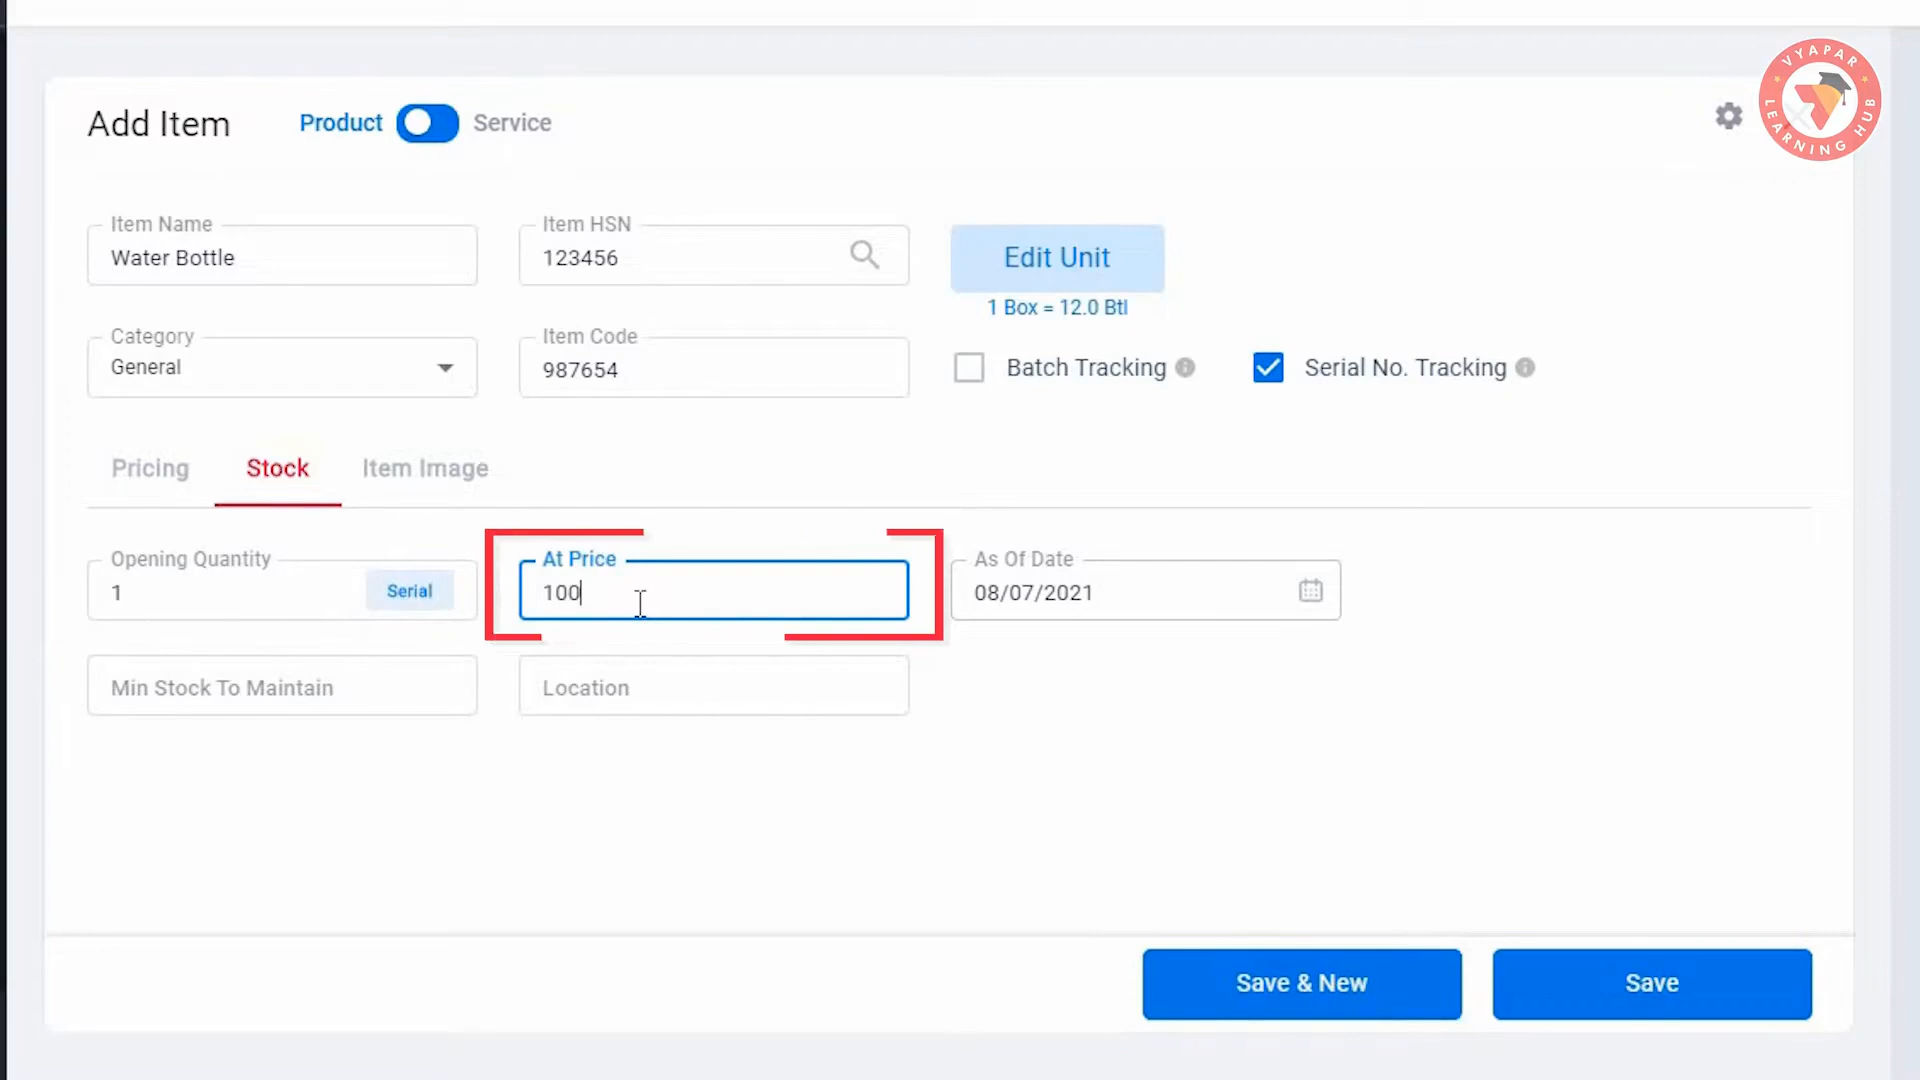 VYAPAR
LEARNING HUB
Add Item
Product
Service
Item Name
Water Bottle
Item HSN
123456
Edit Unit
1 Box = 12.0 Btl
Category
General
Item Code
987654
Batch Tracking
Serial No. Tracking
Pricing
Stock
Item Image
Opening Quantity
1
Serial
At Price
100
As Of Date
08/07/2021
Min Stock To Maintain
Location
Save & New
Save